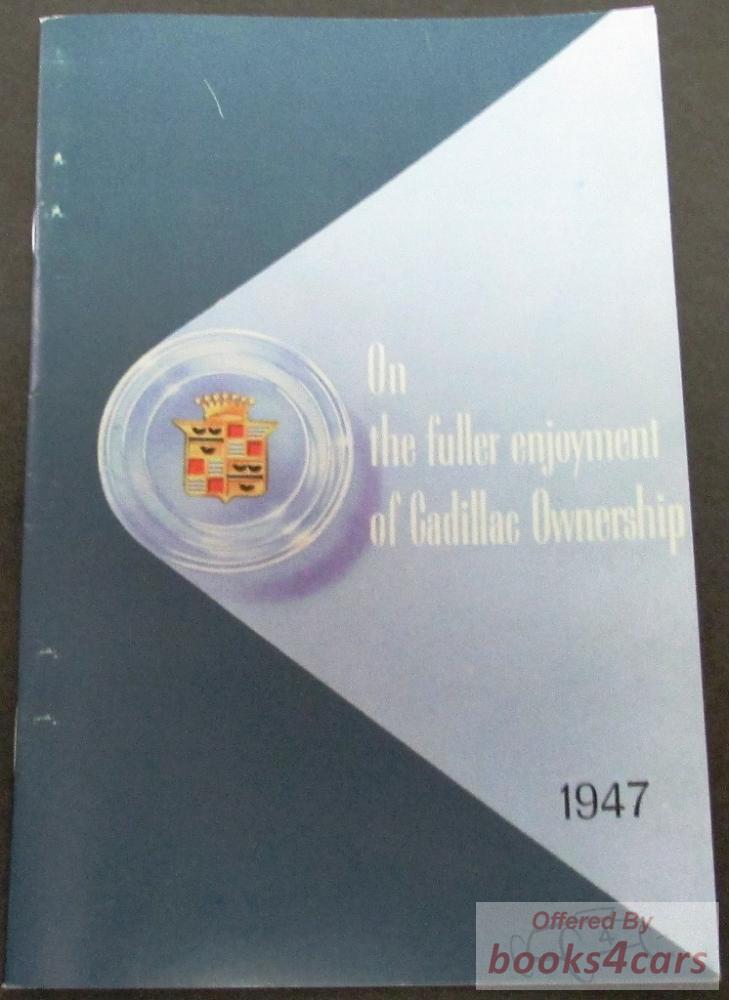 On
the fuller enjoyment
of Cadillac Ownership
1947
Offered By
books4cars